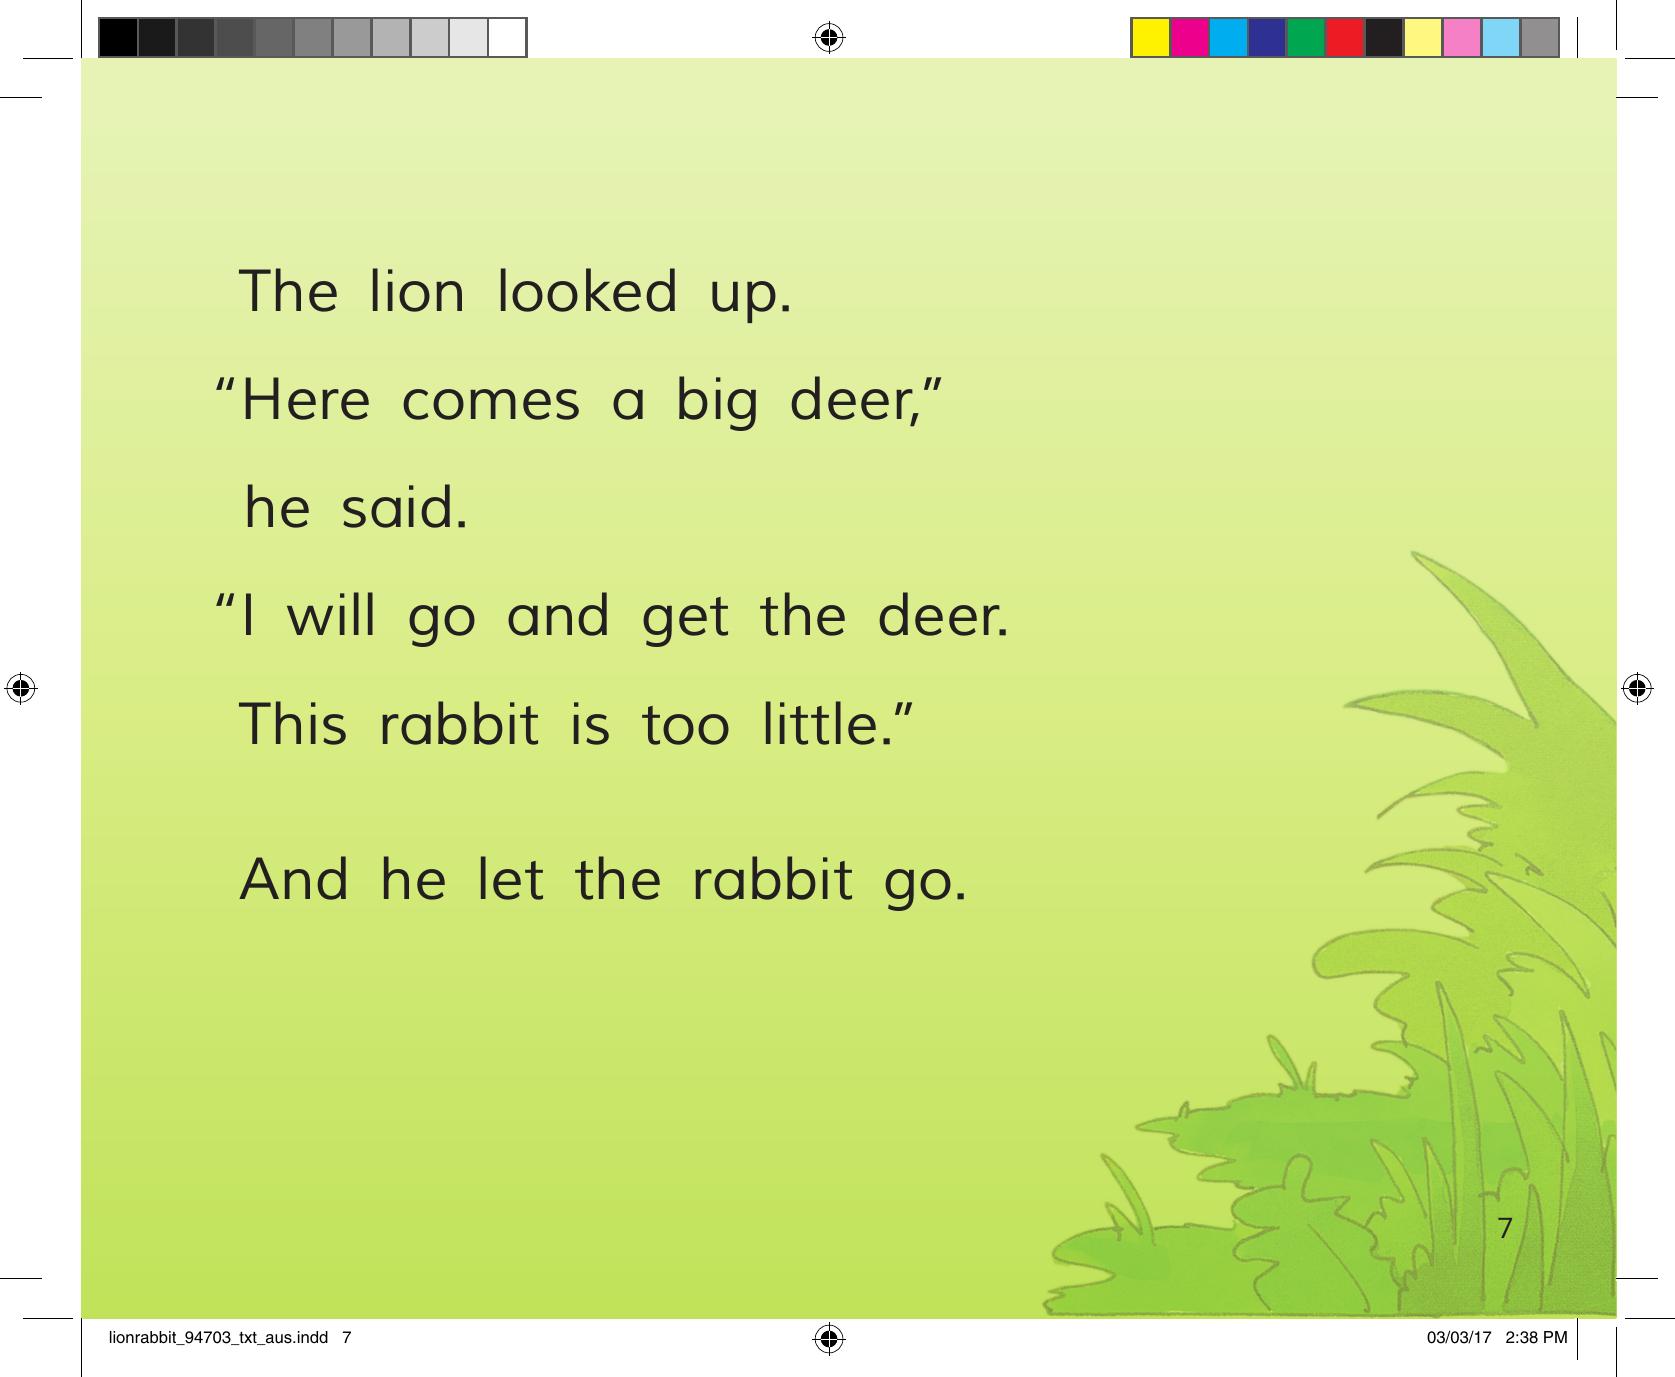 The lion looked up.
“Here comes a big deer,”
he said.
“I will go and get the deer.
This rabbit is too little.”
And he let the rabbit go.
7
lionrabbit_94703_txt_aus.indd 7
03/03/17 2:38 PM